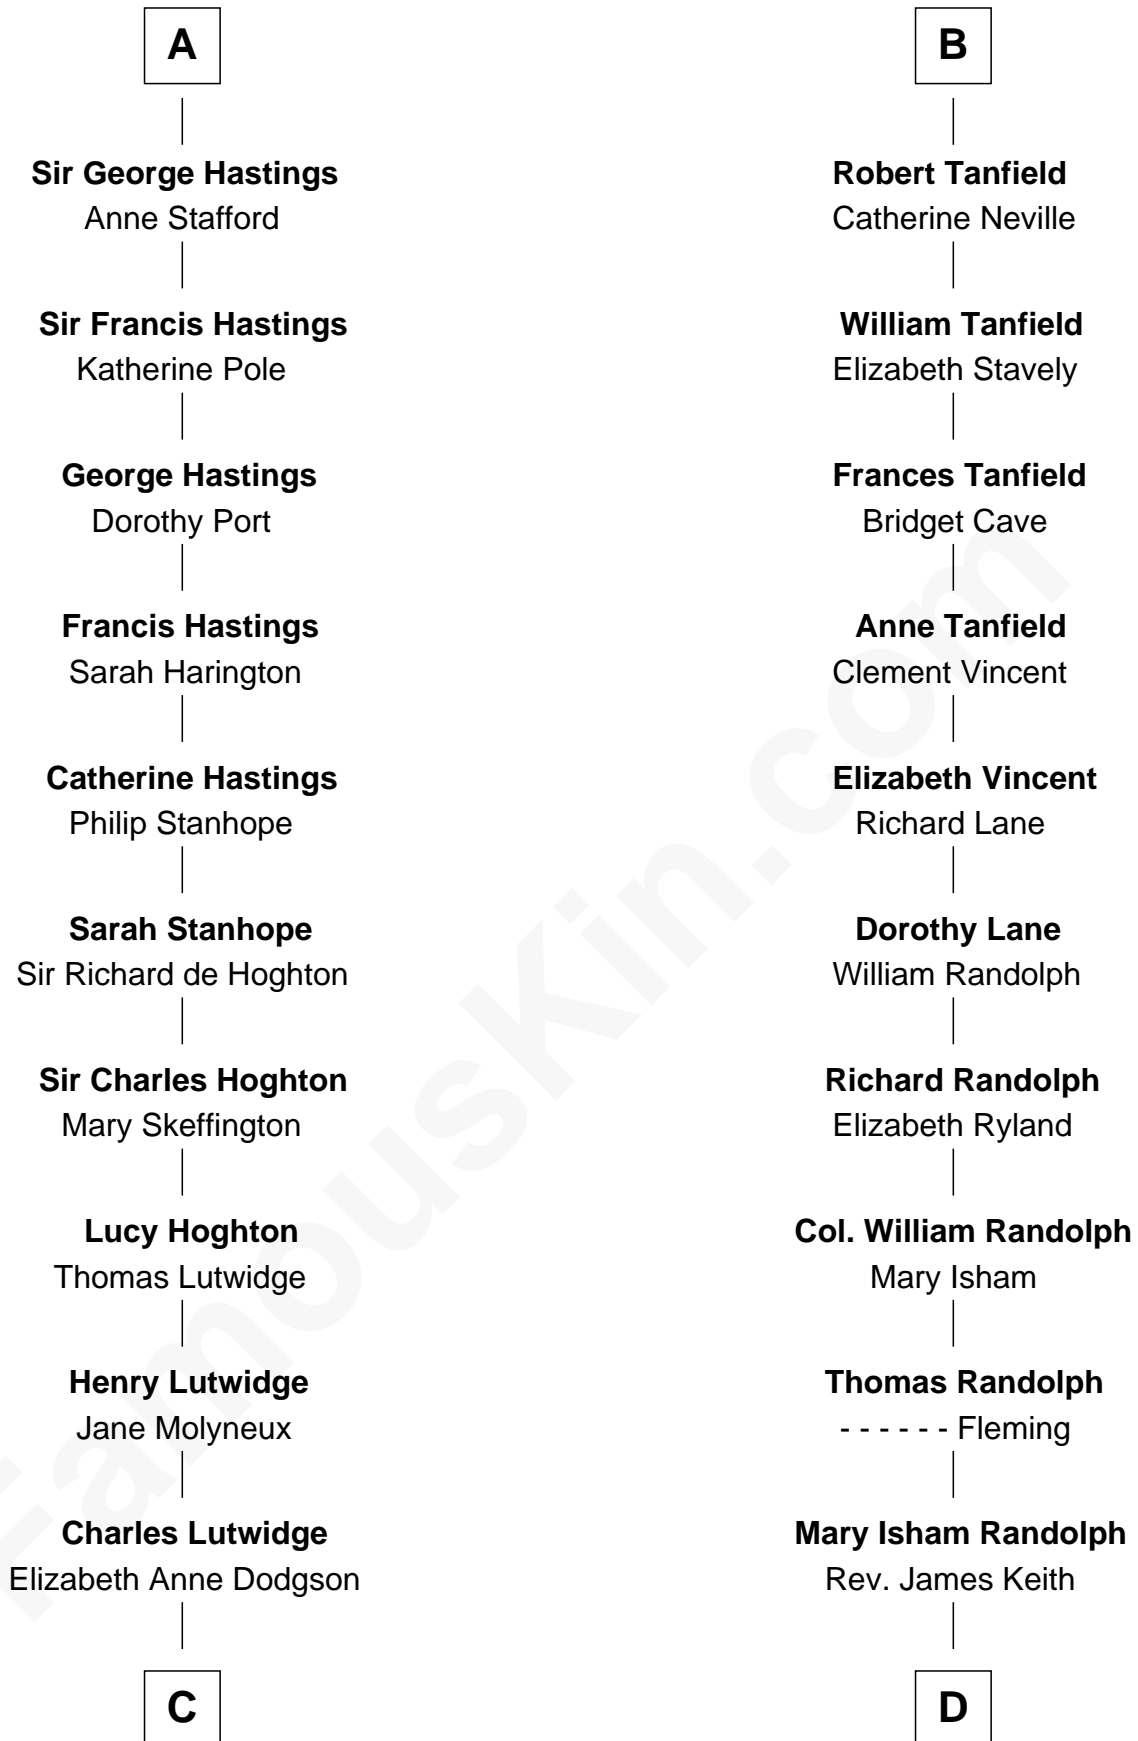 A
Sir George Hastings
Anne Stafford
Sir Francis Hastings
Katherine Pole
George Hastings
Dorothy Port
Francis Hastings
Sarah Harington
Catherine Hastings
Philip Stanhope
Sarah Stanhope
Sir Richard de Hoghton
Sir Charles Hoghton
Mary Skeffington
Lucy Hoghton
Thomas Lutwidge
Henry Lutwidge
Jane Molyneux
Charles Lutwidge
Elizabeth Anne Dodgson
C
B
Robert Tanfield
Catherine Neville
William Tanfield
Elizabeth Stavely
Frances Tanfield
Bridget Cave
Anne Tanfield
Clement Vincent
Elizabeth Vincent
Richard Lane
Dorothy Lane
William Randolph
Richard Randolph
Elizabeth Ryland
Col. William Randolph
Mary Isham
Thomas Randolph
- - - - - - Fleming
Mary Isham Randolph
Rev. James Keith
D
FamousKin.com